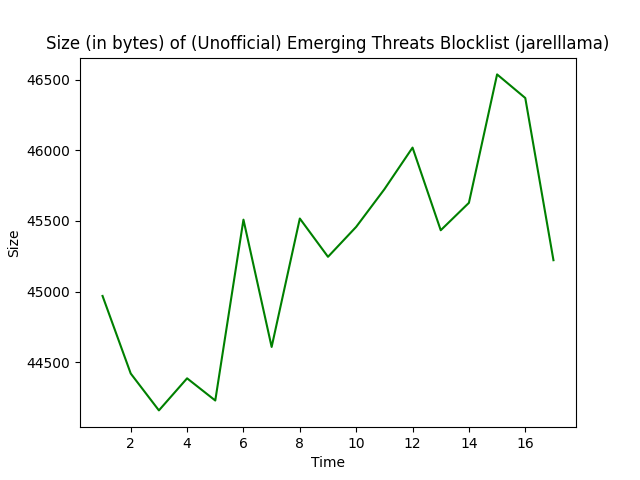 Size (in bytes) of (Unofficial) Emerging Threats Blocklist (jarelllama)
46500
46000
45500
45000
44500
Size
2 4 6 8 10 12 14 16
Time